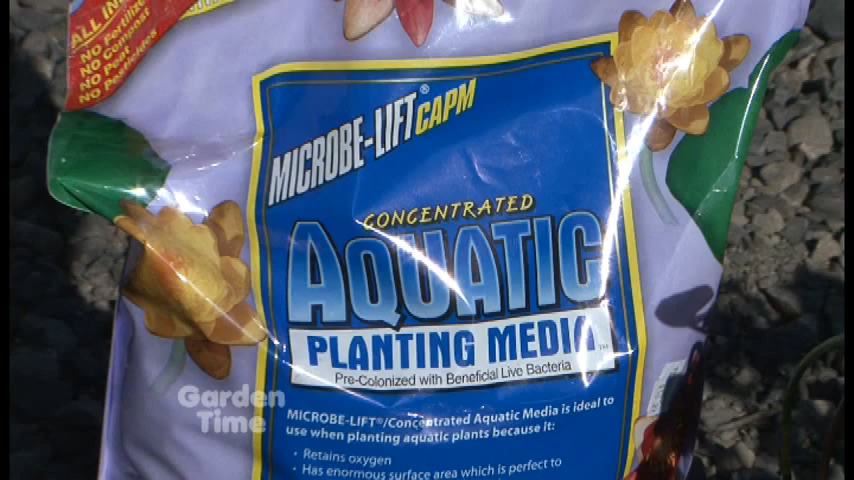 ALL IN
NO Fertilize
NO Compost
NO Peat
NO Pesticides
MICROBE-LIFT® CAPM
CONCENTRATED
AQUATIC
PLANTING MEDIA™
Pre-Colonized with Beneficial Live Bacteria
MICROBE-LIFT®/Concentrated Aquatic Media is ideal to
use when planting aquatic plants because it:
• Retains oxygen
• Has enormous surface area which is perfect to
Garden
Time